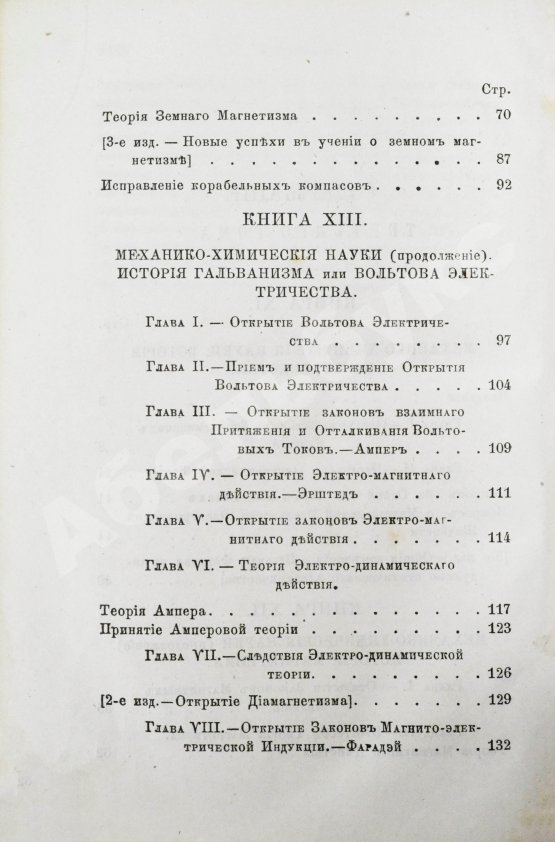 Стр.
Теорія Земнаго Магнетизма . . . . . . . . . 70
[3-е изд. — Новые успѣхи въ ученіи о земном маг-
нетизмѣ] . . . . . . . . . . . . 87
Исправленіе корабельныхъ компасовъ . . . . . . 92
КНИГА XIII.
МЕХАНИКО-ХИМИЧЕСКІЯ НАУКИ (продолженіе).
ИСТОРІЯ ГАЛЬВАНИЗМА или ВОЛЬТОВА ЭЛЕК-
ТРИЧЕСТВА.
Глава I. — Открытіе Вольтова Электриче-
ства . . . . . . . . . . 97
Глава II.—Пріемъ и подтвержденіе Открытія
Вольтова Электричества . . . . . 104
Глава III. — Открытіе законовъ взаимнаго
Притяженія и Отталкиванія Вольто-
выхъ Токовъ.—Амперъ . . . . 109
Глава IV. — Открытіе Электро-магнитнаго
дѣйствія.—Эрштедъ . . . . . . 111
Глава V.—Открытіе законовъ Электро-маг-
нитнаго дѣйствія . . . . . . . 114
Глава VI. — Теорія Электро-динамическаго
дѣйствія.
Теорія Ампера. . . . . . . . . . . . . 117
Принятіе Амперовой теоріи . . . . . . . . . 123
Глава VII.—Слѣдствія Электро-динамической
теоріи. . . . . . . . . . 126
[2-е изд.—Открытіе Діамагнетизма]. . . . . . . 129
Глава VIII.—Открытіе Законовъ Магнито-элек-
трической Индукціи.—Фарадэй . . . . 132